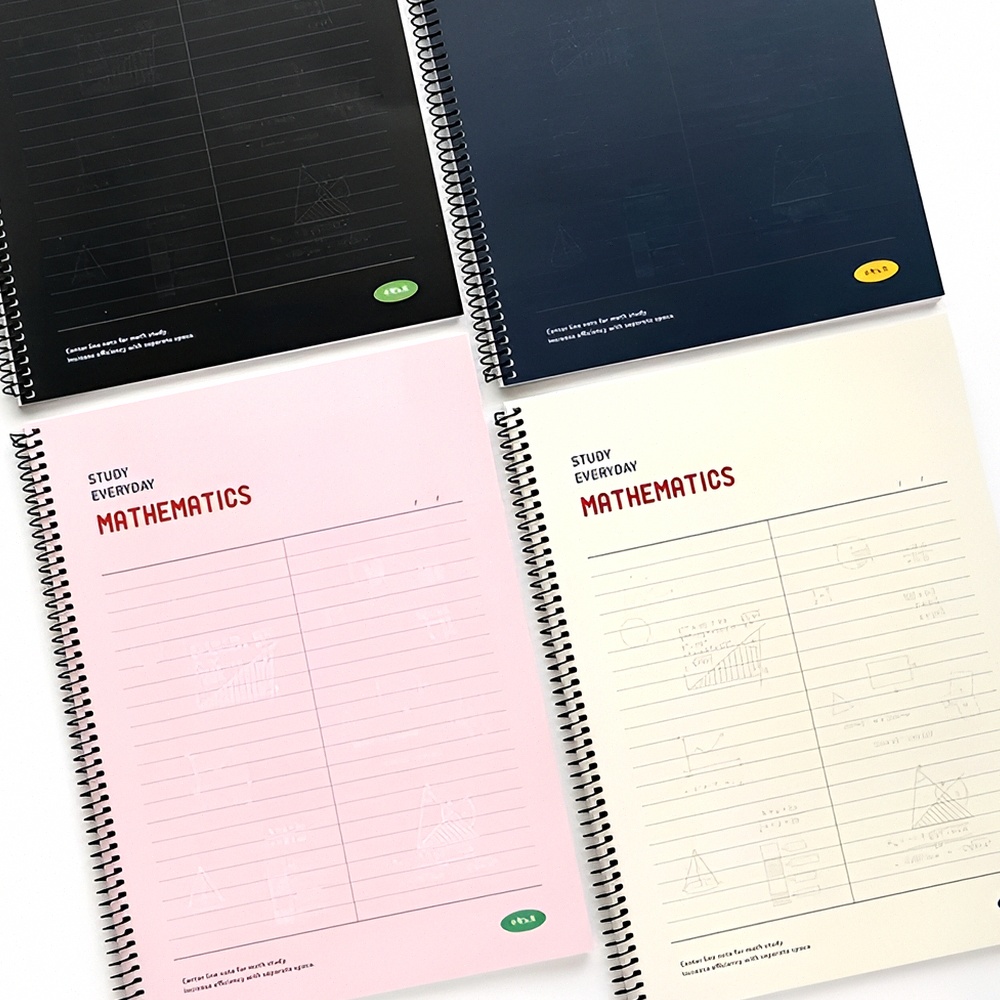 Center line note for math study
increase efficiency with separate space
Center line note for math study
increase efficiency with separate space
STUDY
EVERYDAY
MATHEMATICS
STUDY
EVERYDAY
MATHEMATICS
Center line note for math study
increase efficiency with separate space
Center line note for math study
increase efficiency with separate space